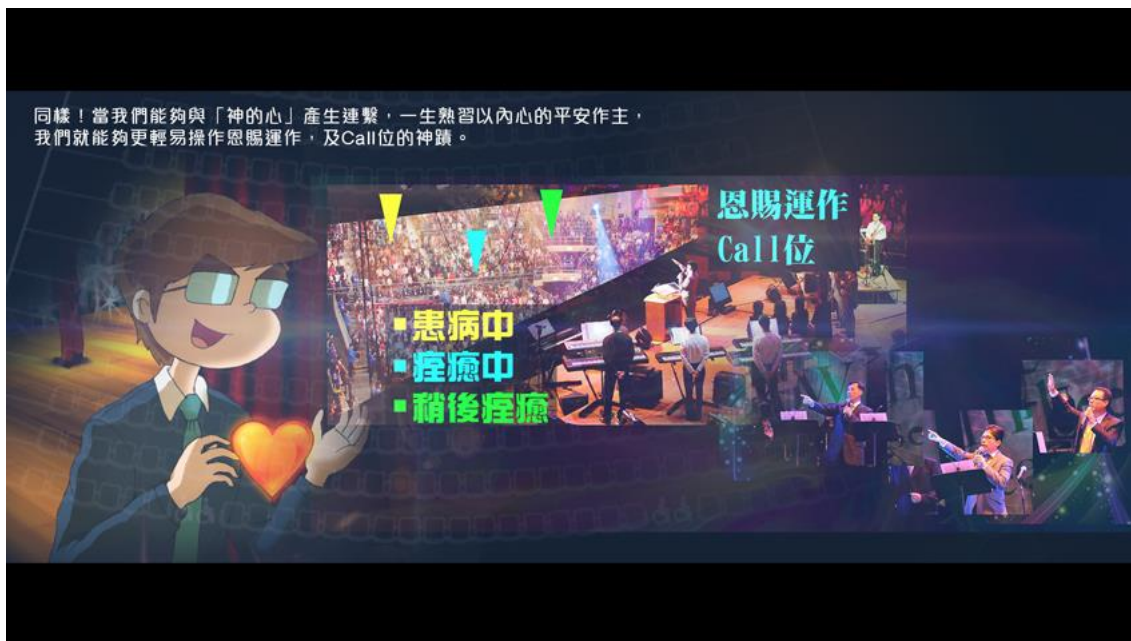 同樣！當我們能夠與「神的心」產生連繫，一生熟習以內心的平安作主，
我們就能夠更輕易操作恩賜運作，及Call位的神蹟。
恩賜運作
Call位
▪患病中
▪痊癒中
▪稍後痊癒